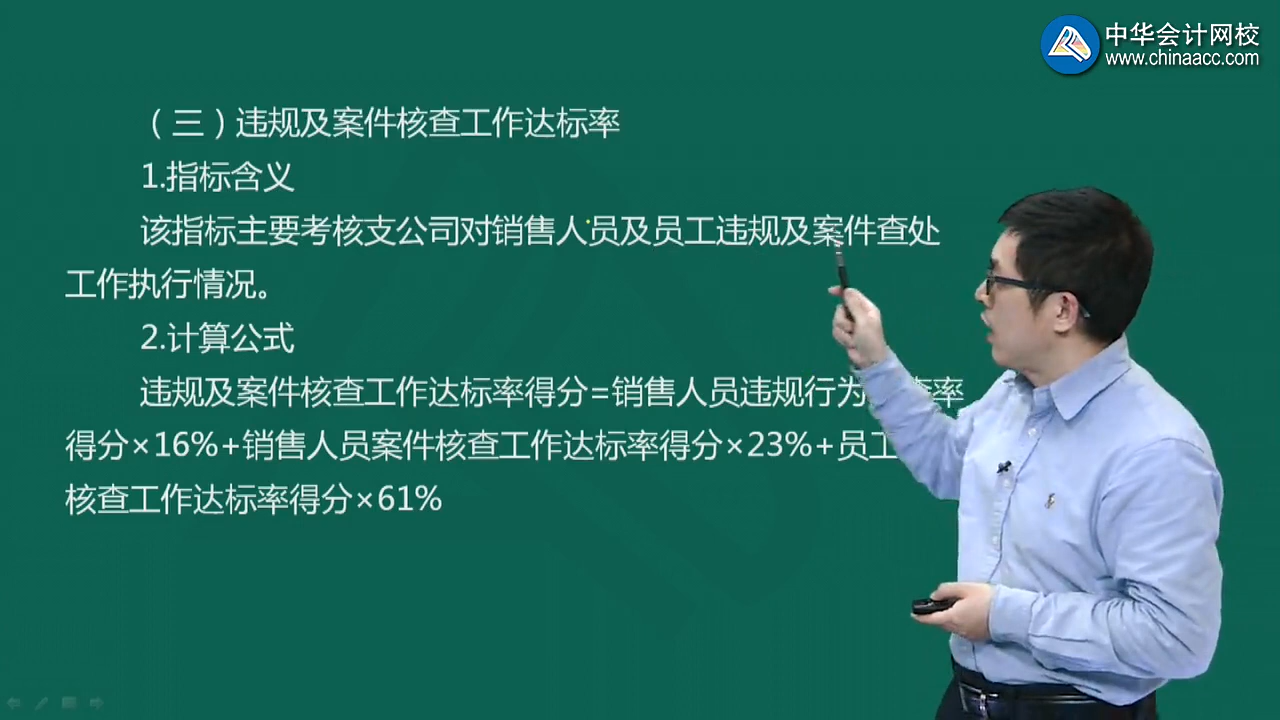 中华会计网校
www.chinaacc.com
（三）违规及案件核查工作达标率
1.指标含义
该指标主要考核支公司对销售人员及员工违规及案件查处
工作执行情况。
2.计算公式
违规及案件核查工作达标率得分=销售人员违规行为 率
得分×16%+销售人员案件核查工作达标率得分×23%+员工
核查工作达标率得分×61%